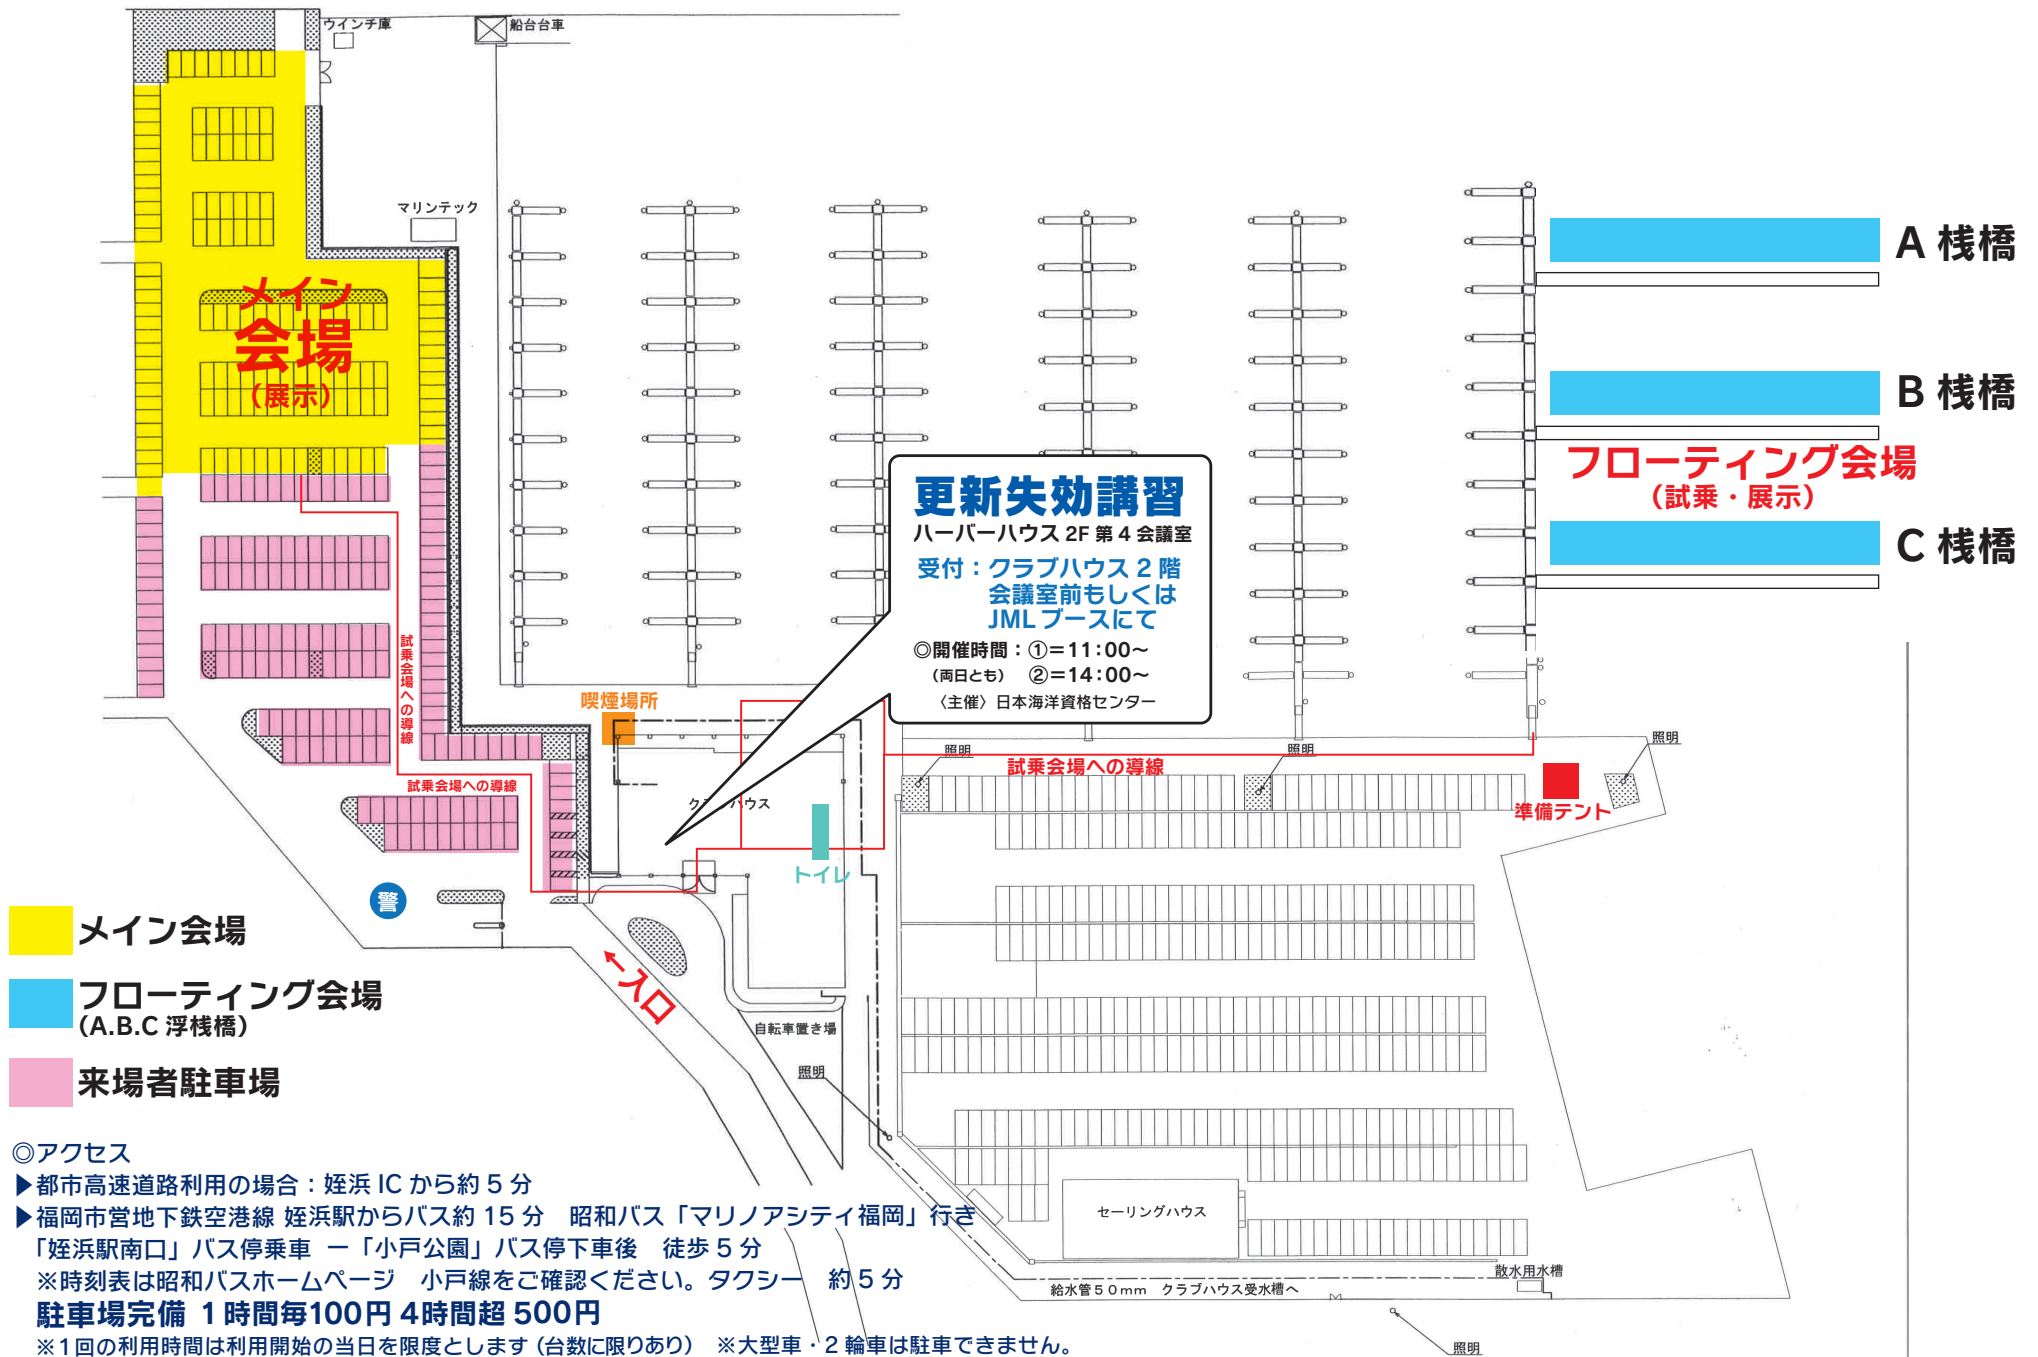 ウインチ庫
船台台車
マリンテック
メイン
会場
(展示)
A 桟橋
B 桟橋
フローティング会場
(試乗・展示)
C 桟橋
更新失効講習
ハーバーハウス 2F 第 4 会議室
受付：クラブハウス 2 階
会議室前もしくは
JML ブースにて
◎開催時間：①＝11：00～
(両日とも) ②＝14：00～
〈主催〉日本海洋資格センター
試乗会場への導線
喫煙場所
試乗会場への導線
照明
照明
照明
試乗会場への導線
準備テント
トイレ
警
←入口
自転車置き場
照明
メイン会場
フローティング会場
(A.B.C 浮桟橋)
来場者駐車場
セーリングハウス
散水用水槽
給水管５０mm クラブハウス受水槽へ
照明
◎アクセス
▶都市高速道路利用の場合：姪浜 IC から約 5 分
▶福岡市営地下鉄空港線 姪浜駅からバス約 15 分　昭和バス「マリノアシティ福岡」行き
「姪浜駅南口」バス停乗車 ー「小戸公園」バス停下車後　徒歩 5 分
※時刻表は昭和バスホームページ　小戸線をご確認ください。タクシー　約 5 分
駐車場完備 1 時間毎100円 4時間超 500円
※1 回の利用時間は利用開始の当日を限度とします (台数に限りあり)　※大型車・2 輪車は駐車できません。